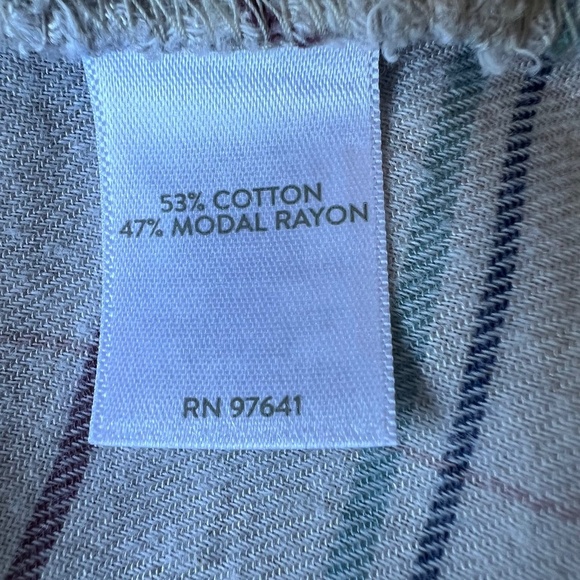 53% COTTON
47% MODAL RAYON
RN 97641